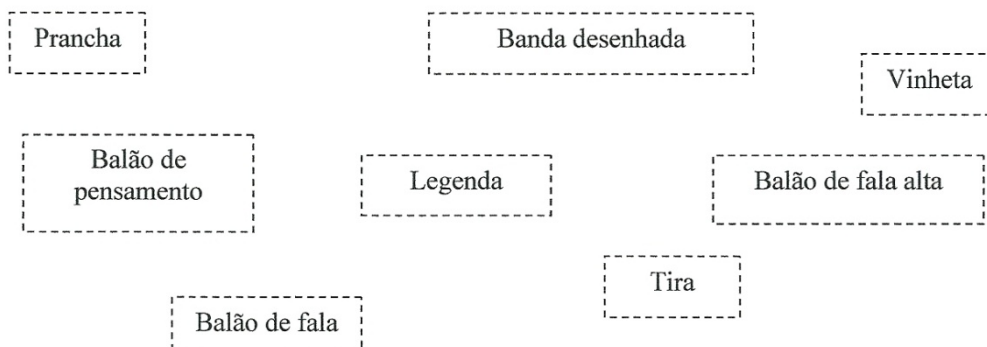 Prancha
Banda desenhada
Vinheta
Balão de
pensamento
Legenda
Balão de fala alta
Tira
Balão de fala